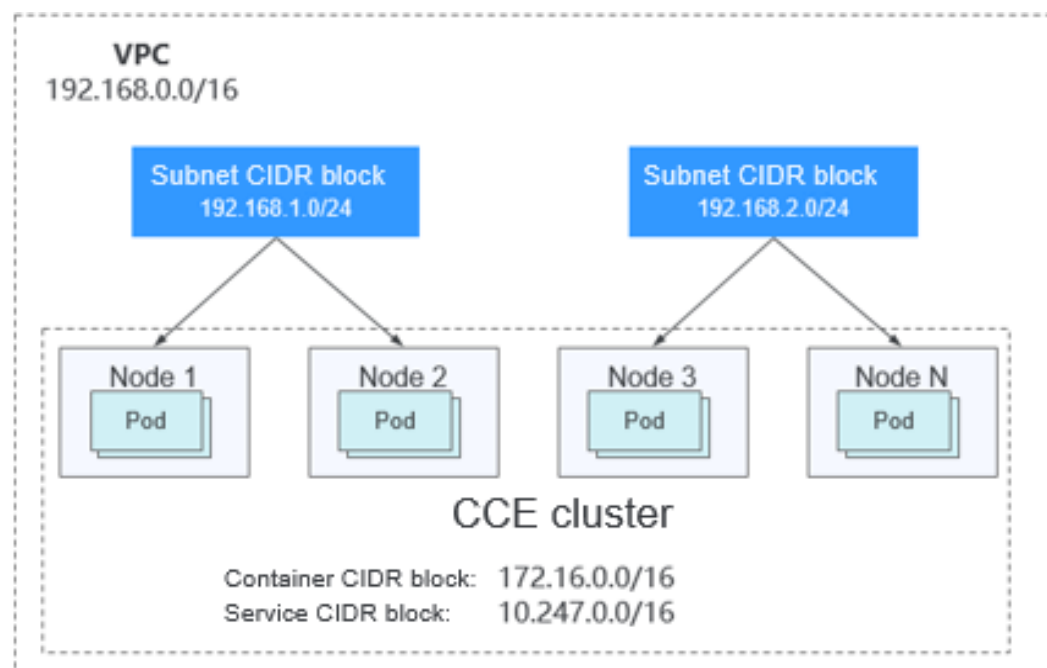 VPC
192.168.0.0/16
Subnet CIDR block
192.168.1.0/24
Subnet CIDR block
192.168.2.0/24
Node 1
Pod
Node 2
Pod
Node 3
Pod
Node N
Pod
CCE cluster
Container CIDR block: 172.16.0.0/16
Service CIDR block: 10.247.0.0/16